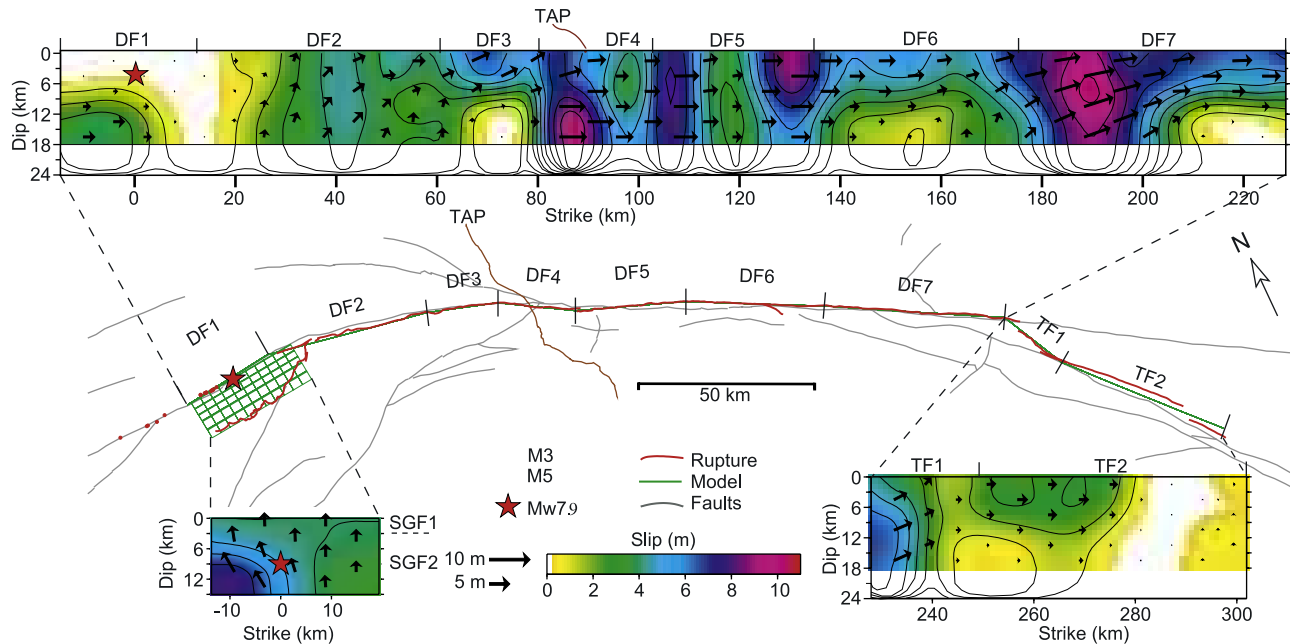 TAP
DF1 DF2 DF3 DF4 DF5 DF6 DF7
Dip (km)
0
6
12
18
24
0 20 40 60 80 100 120 140 160 180 200 220
Strike (km)
Strike (km)
TAP
N
DF1 DF2 DF3 DF4 DF5 DF6 DF7 TF1 TF2
50 km
M3
M5
Mw7.9
Rupture
Model
Faults
SGF1
SGF2
Dip (km)
0
6
12
-10 0 10
Strike (km)
10 m
5 m
Slip (m)
0 2 4 6 8 10
TF1 TF2
Dip (km)
0
6
12
18
24
240 260 280 300
Strike (km)